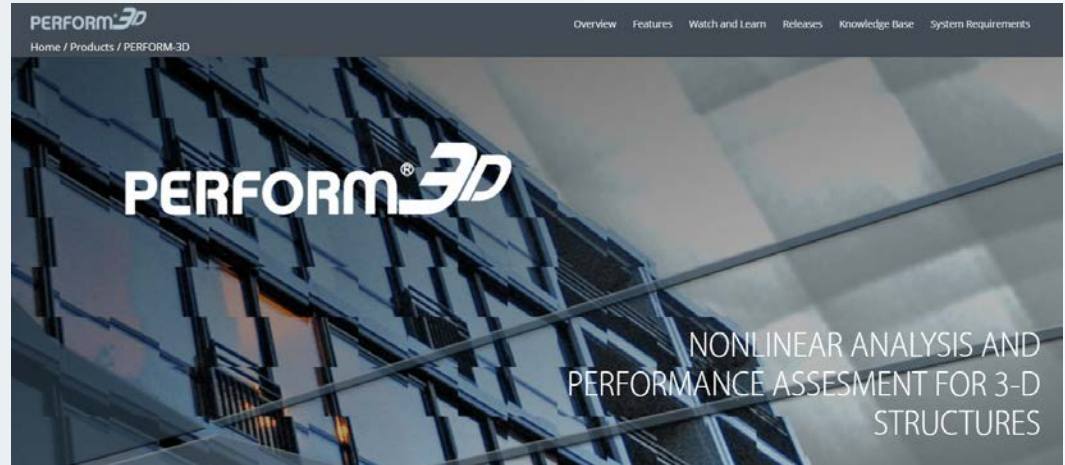 PERFORM®3D
Overview Features Watch and Learn Releases Knowledge Base System Requirements
Home / Products / PERFORM-3D
PERFORM®3D
NONLINEAR ANALYSIS AND
PERFORMANCE ASSESMENT FOR 3-D
STRUCTURES